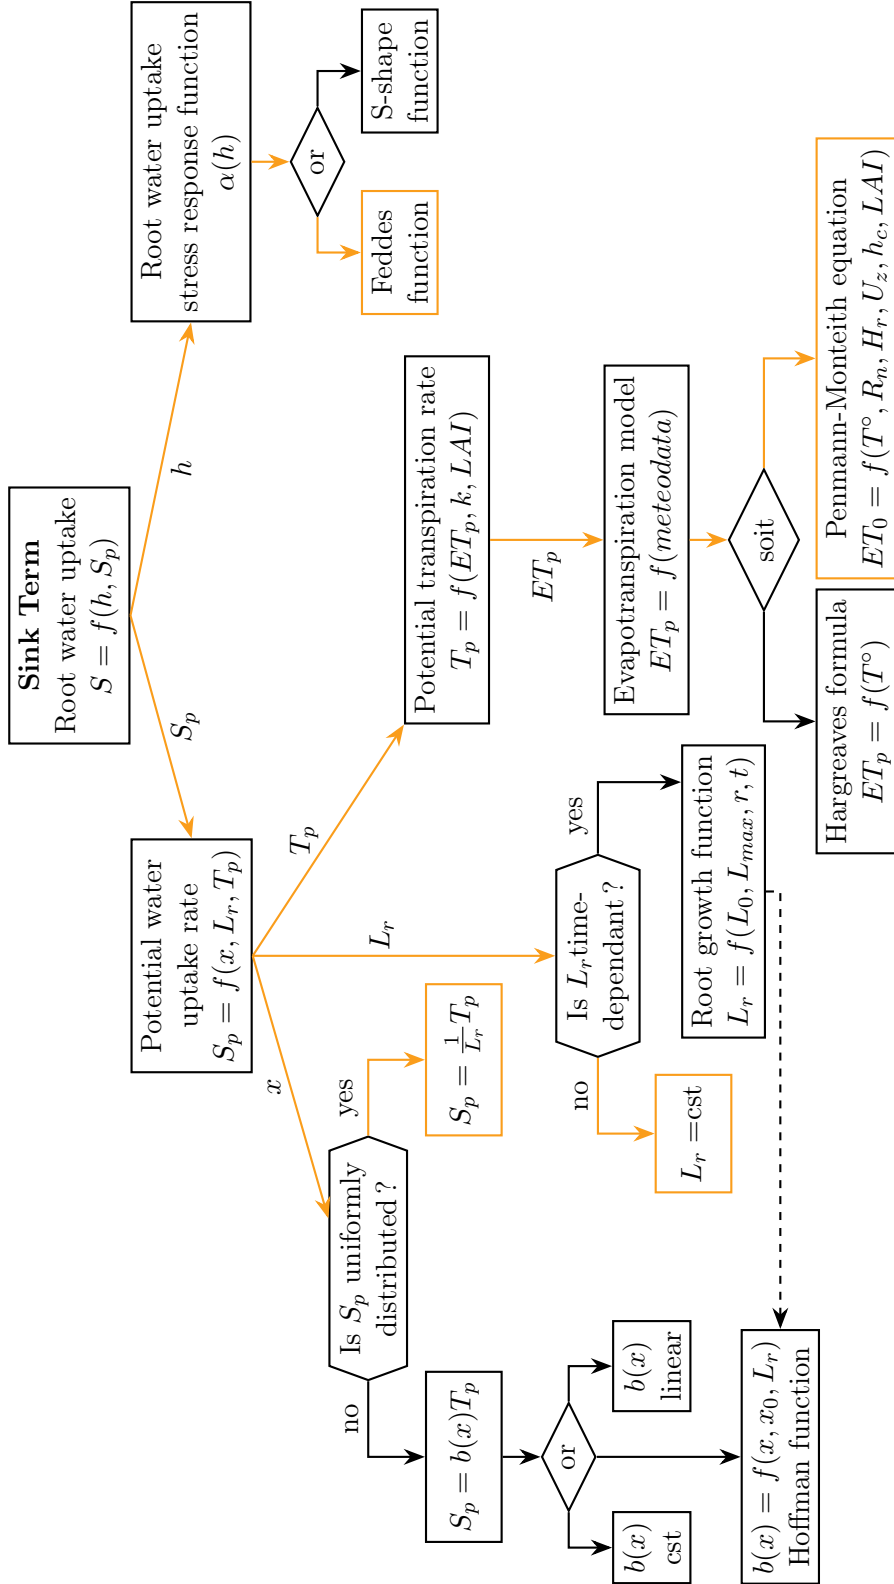 Sink Term
Root water uptake
S = f(h, S_p)
S_p
h
Potential water
uptake rate
S_p = f(x, L_r, T_p)
Root water uptake
stress response function
α(h)
or
Feddes
function
S-shape
function
x
L_r
T_p
Is S_p uniformly
distributed ?
no
yes
S_p = b(x)T_p
S_p = \frac{1}{L_r}T_p
or
b(x)
cst
b(x)
linear
b(x) = f(x, x_0, L_r)
Hoffman function
Is L_r time-
dependant ?
no
yes
L_r =cst
Root growth function
L_r = f(L_0, L_{max}, r, t)
Potential transpiration rate
T_p = f(ET_p, k, LAI)
ET_p
Evapotranspiration model
ET_p = f(meteodata)
soit
Hargreaves formula
ET_p = f(T°)
Penmann-Monteith equation
ET_0 = f(T°, R_n, H_r, U_z, h_c, LAI)